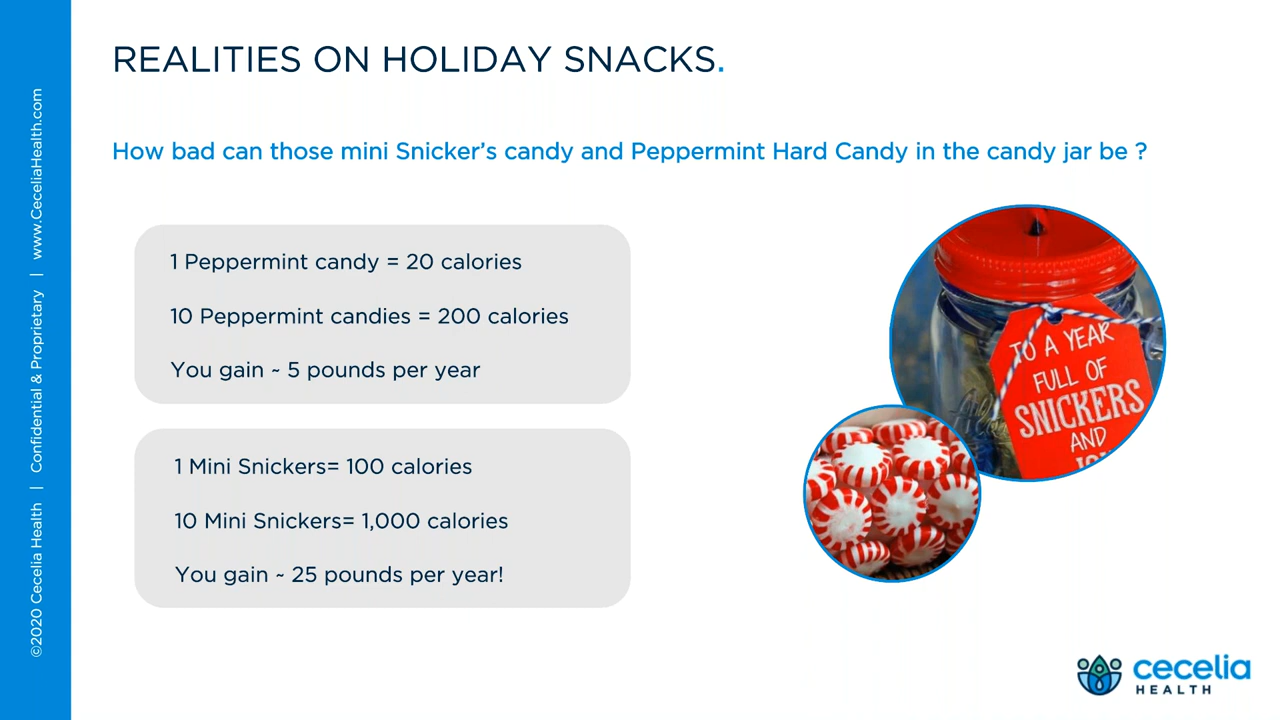 REALITIES ON HOLIDAY SNACKS.
How bad can those mini Snicker's candy and Peppermint Hard Candy in the candy jar be ?
1 Peppermint candy = 20 calories
10 Peppermint candies = 200 calories
You gain ~ 5 pounds per year
1 Mini Snickers= 100 calories
10 Mini Snickers= 1,000 calories
You gain ~ 25 pounds per year!
TO A YEAR
FULL OF
SNICKERS
AND
©2020 Cecelia Health | Confidential & Proprietary | www.CeceliaHealth.com
cecelia
HEALTH